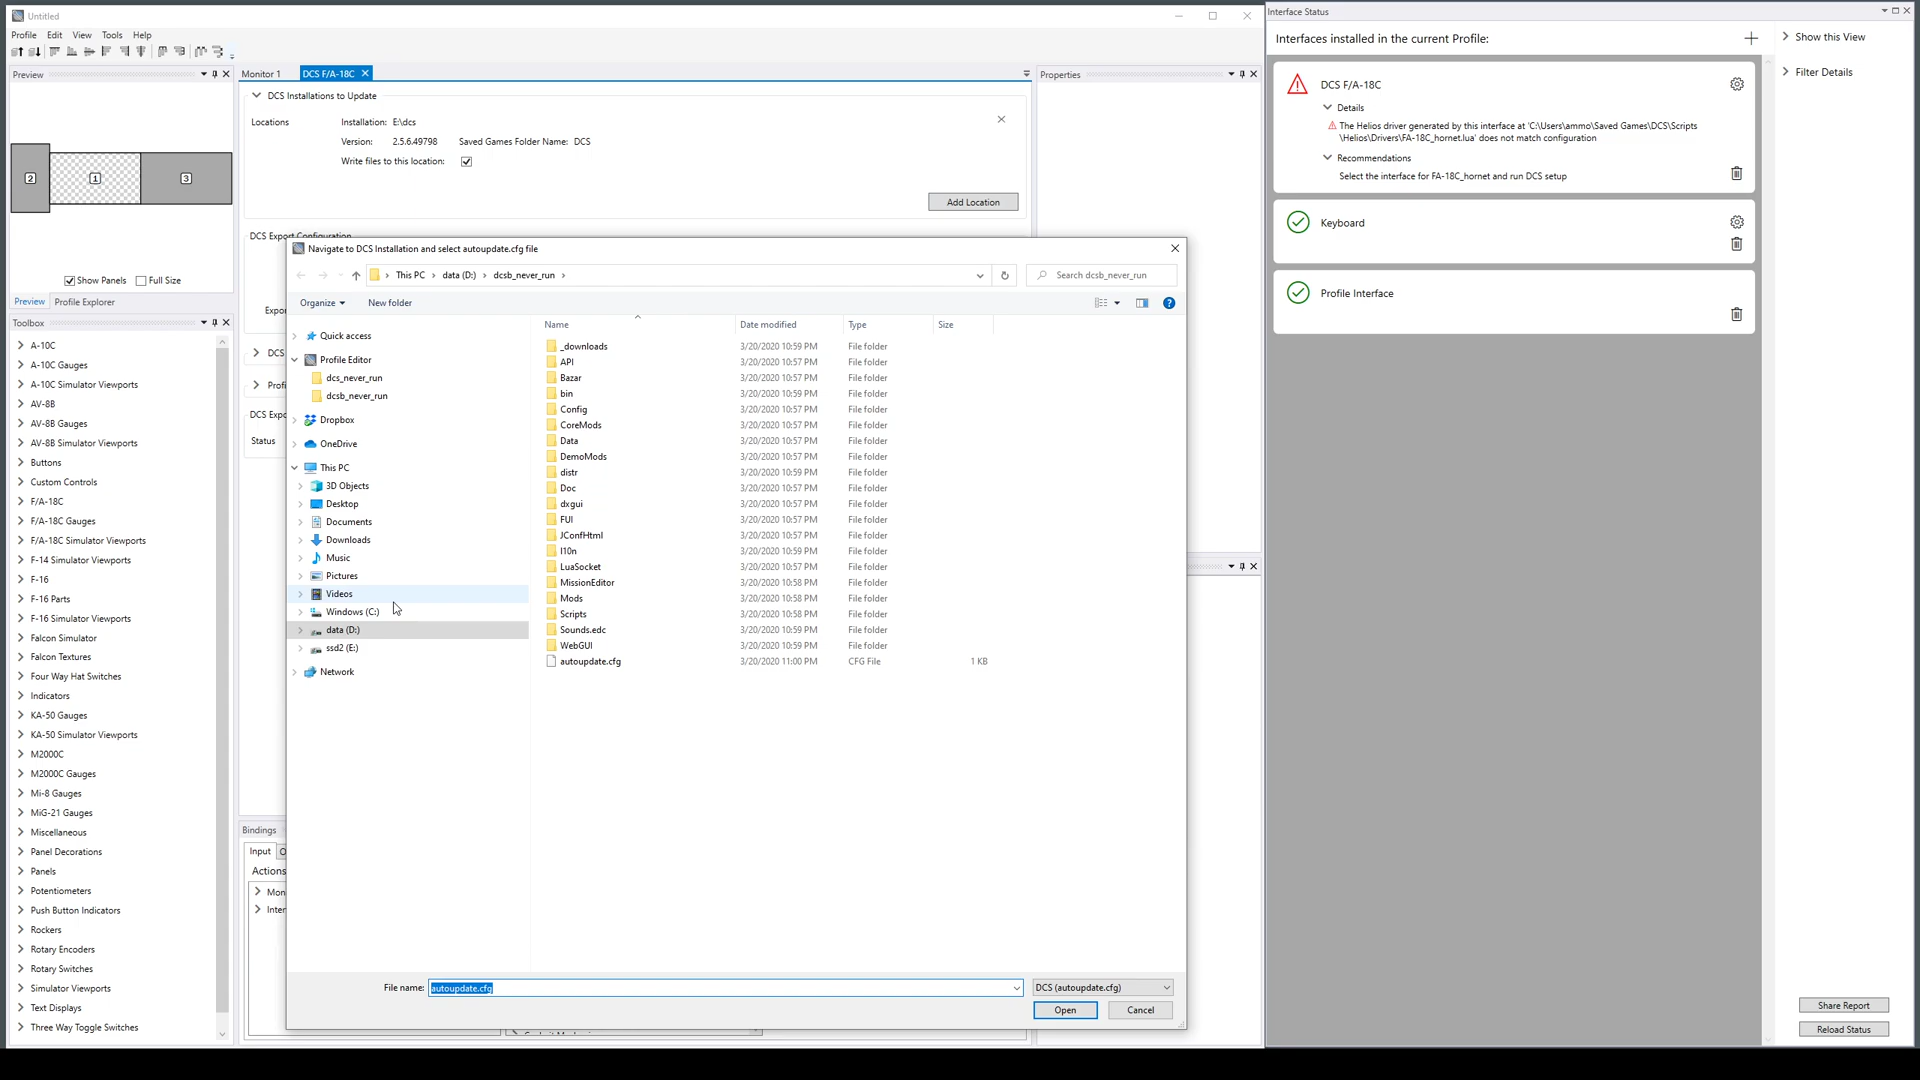 Untitled
Profile Edit View Tools Help
Preview
2 1 3
Show Panels Full Size
Preview Profile Explorer
Toolbox
A-10C
A-10C Gauges
A-10C Simulator Viewports
AV-8B
AV-8B Gauges
AV-8B Simulator Viewports
Buttons
Custom Controls
F/A-18C
F/A-18C Gauges
F/A-18C Simulator Viewports
F-14 Simulator Viewports
F-16
F-16 Parts
F-16 Simulator Viewports
Falcon Simulator
Falcon Textures
Four Way Hat Switches
Indicators
KA-50 Gauges
KA-50 Simulator Viewports
M2000C
M2000C Gauges
Mi-8 Gauges
MiG-21 Gauges
Miscellaneous
Panel Decorations
Panels
Potentiometers
Push Button Indicators
Rockers
Rotary Encoders
Rotary Switches
Simulator Viewports
Text Displays
Three Way Toggle Switches
Monitor 1 DCS F/A-18C
DCS Installations to Update
Locations Installation: E:\dcs
Version: 2.5.6.49798 Saved Games Folder Name: DCS
Write files to this location:
Add Location
DCS Export Configuration
DCS
Status
Bindings
Input
Actions
Properties
Navigate to DCS Installation and select autoupdate.cfg file
This PC data (D:) dcsb_never_run
Search dcsb_never_run
Organize New folder
Quick access
Profile Editor
dcs_never_run
dcsb_never_run
Dropbox
OneDrive
This PC
3D Objects
Desktop
Documents
Downloads
Music
Pictures
Videos
Windows (C:)
data (D:)
ssd2 (E:)
Network
Name Date modified Type Size
_downloads 3/20/2020 10:59 PM File folder
API 3/20/2020 10:57 PM File folder
Bazar 3/20/2020 10:57 PM File folder
bin 3/20/2020 10:59 PM File folder
Config 3/20/2020 10:57 PM File folder
CoreMods 3/20/2020 10:57 PM File folder
Data 3/20/2020 10:57 PM File folder
DemoMods 3/20/2020 10:57 PM File folder
distr 3/20/2020 10:59 PM File folder
Doc 3/20/2020 10:57 PM File folder
dxgui 3/20/2020 10:57 PM File folder
FUI 3/20/2020 10:57 PM File folder
JConfHtml 3/20/2020 10:57 PM File folder
l10n 3/20/2020 10:59 PM File folder
LuaSocket 3/20/2020 10:57 PM File folder
MissionEditor 3/20/2020 10:58 PM File folder
Mods 3/20/2020 10:58 PM File folder
Scripts 3/20/2020 10:58 PM File folder
Sounds.edc 3/20/2020 10:59 PM File folder
WebGUI 3/20/2020 10:59 PM File folder
autoupdate.cfg 3/20/2020 11:00 PM CFG File 1 KB
File name: autoupdate.cfg DCS (autoupdate.cfg)
Open Cancel
Interface Status
Interfaces installed in the current Profile:
DCS F/A-18C
Details
The Helios driver generated by this interface at 'C:\Users\ammo\Saved Games\DCS\Scripts
\Helios\Drivers\FA-18C_hornet.lua' does not match configuration
Recommendations
Select the interface for FA-18C_hornet and run DCS setup
Keyboard
Profile Interface
Show this View
Filter Details
Share Report
Reload Status